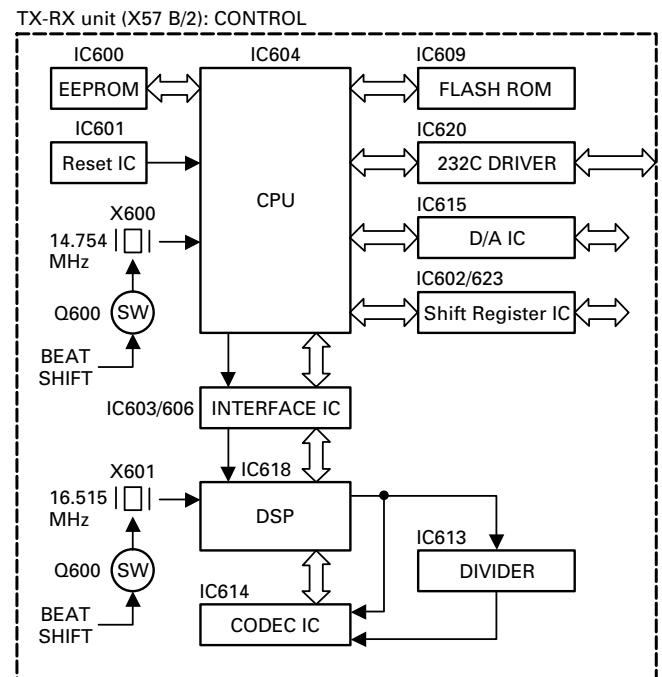 TX-RX unit (X57 B/2): CONTROL
IC600
EEPROM
IC604
CPU
IC609
FLASH ROM
IC601
Reset IC
IC620
232C DRIVER
X600
14.754
MHz
IC615
D/A IC
IC602/623
Shift Register IC
Q600
SW
BEAT
SHIFT
IC603/606
INTERFACE IC
X601
16.515
MHz
IC618
DSP
IC613
DIVIDER
Q600
SW
IC614
CODEC IC
BEAT
SHIFT